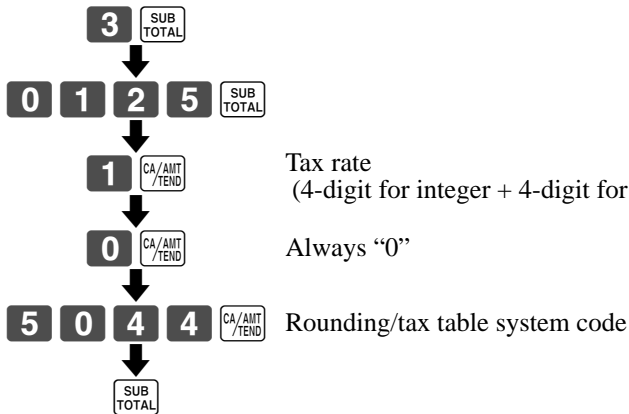 3 SUB TOTAL
0 1 2 5 SUB TOTAL
1 CA/AMT /TEND Tax rate
(4-digit for integer + 4-digit for
0 CA/AMT /TEND Always “0”
5 0 4 4 CA/AMT /TEND Rounding/tax table system code
SUB TOTAL